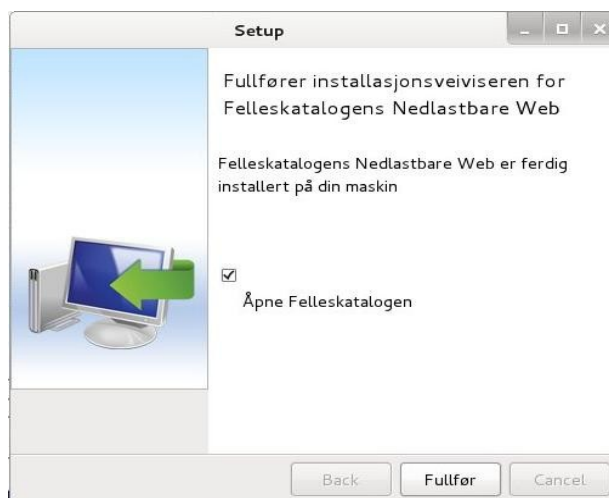 Setup
Fullfører installasjonsveiviseren for
Felleskatalogens Nedlastbare Web
Felleskatalogens Nedlastbare Web er ferdig
installert på din maskin
Åpne Felleskatalogen
Back
Fullfør
Cancel